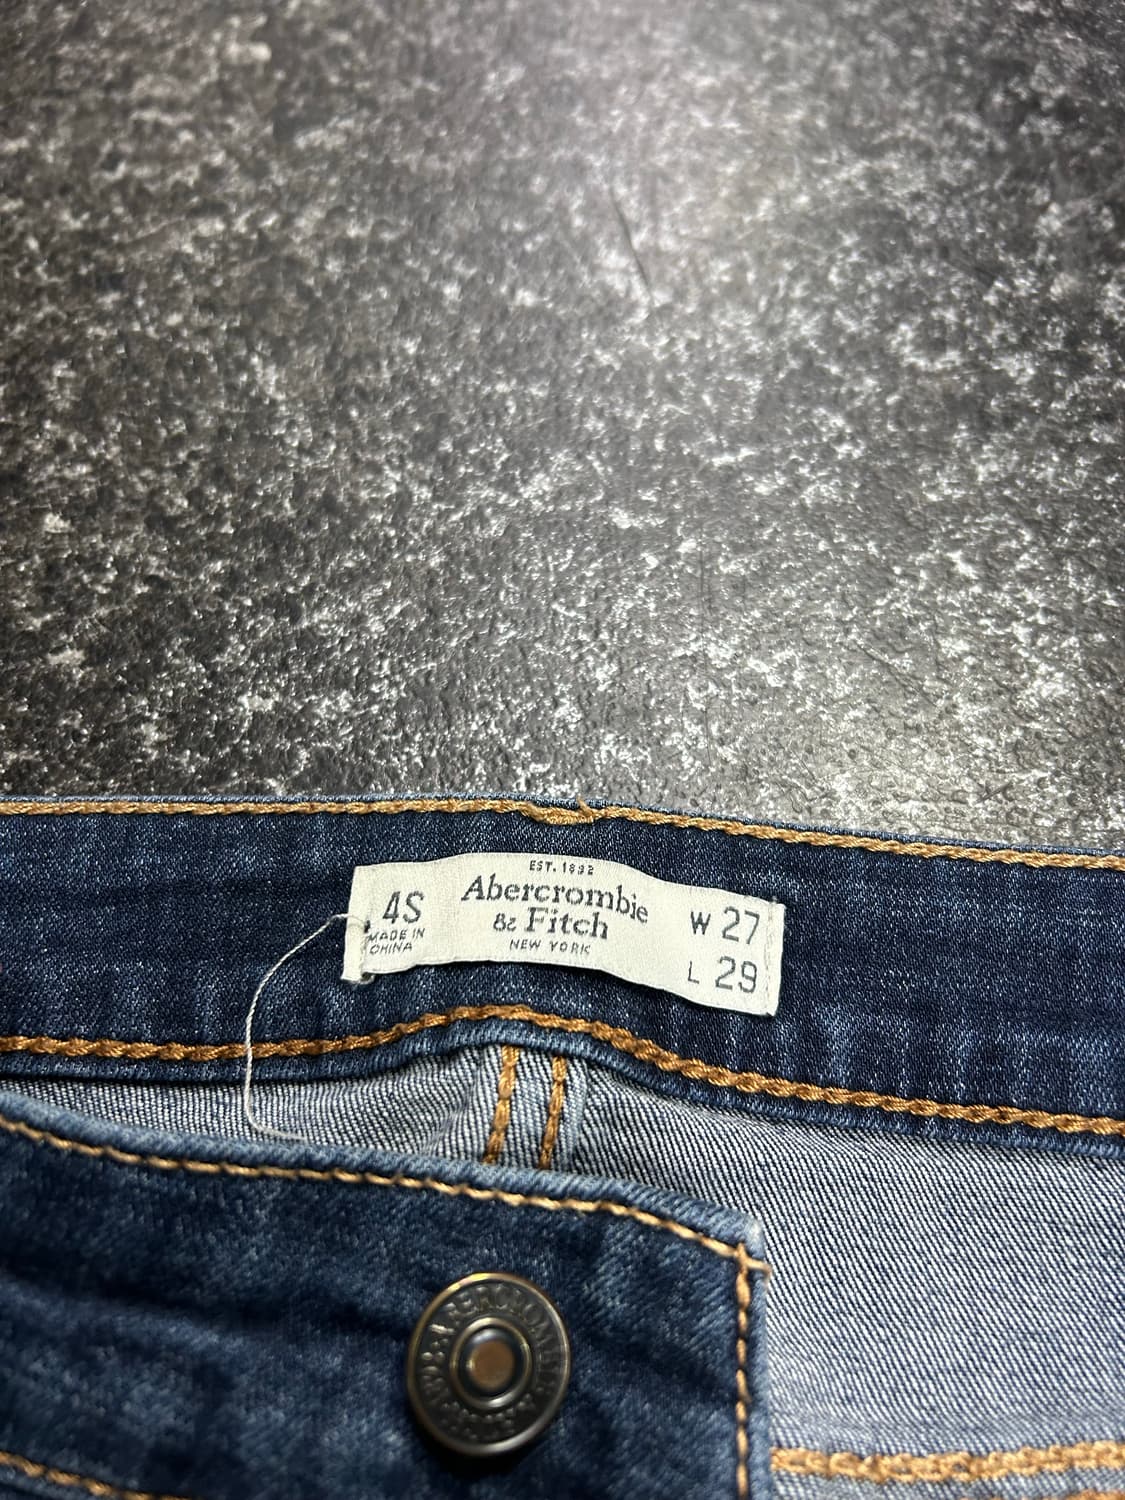 EST. 1892
4S
MADE IN
CHINA
Abercrombie
& Fitch
NEW YORK
W 27
L 29